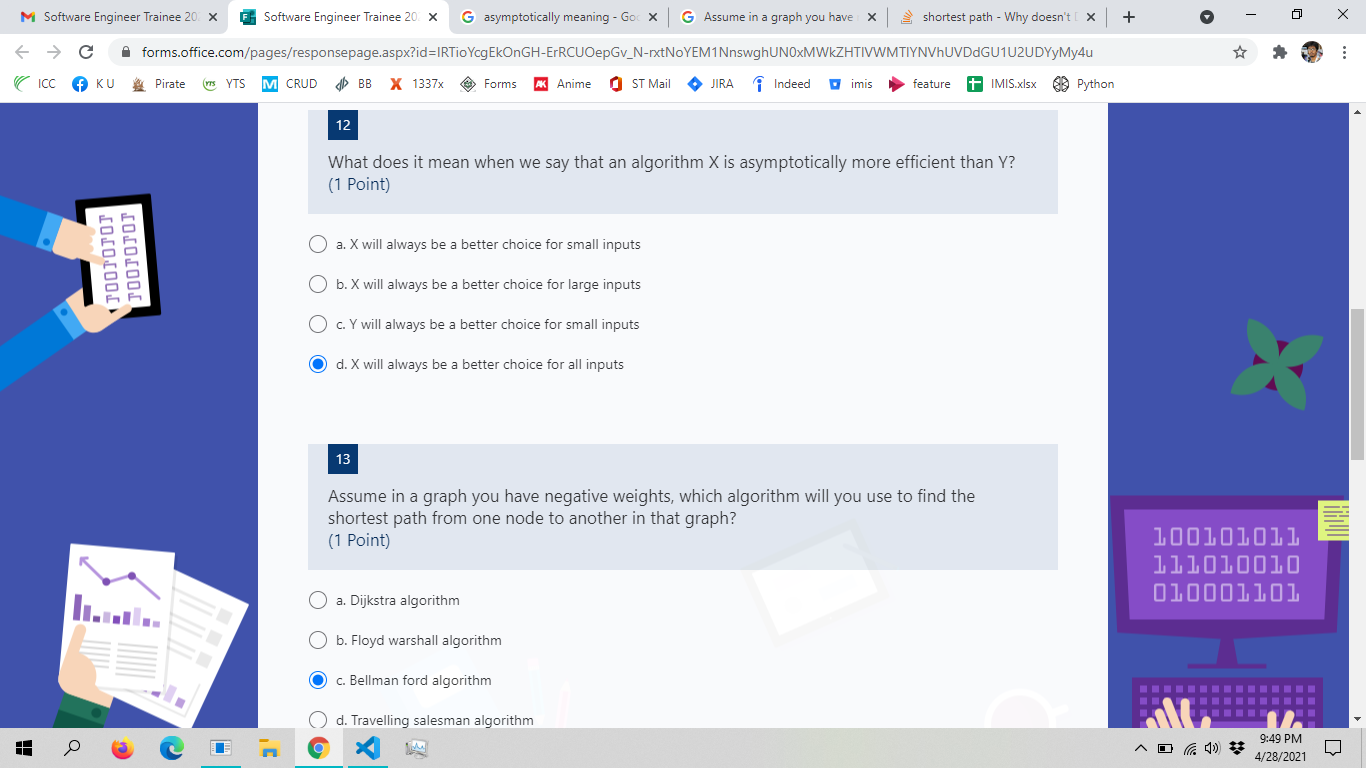 Software Engineer Trainee 20
Software Engineer Trainee 20
asymptotically meaning - Goo
Assume in a graph you have
shortest path - Why doesn't
forms.office.com/pages/responsepage.aspx?id=IRTioYcgEkOnGH-ErRCUOepGv_N-rxtNoYEM1NnswghUN0xMWkZHTlVWMTlYNVhUVDdGU1U2UDYyMy4u
ICC
K U
Pirate
YTS
CRUD
BB
1337x
Forms
Anime
ST Mail
JIRA
Indeed
imis
feature
IMIS.xlsx
Python
12
What does it mean when we say that an algorithm X is asymptotically more efficient than Y?
(1 Point)
a. X will always be a better choice for small inputs
b. X will always be a better choice for large inputs
c. Y will always be a better choice for small inputs
d. X will always be a better choice for all inputs
13
Assume in a graph you have negative weights, which algorithm will you use to find the
shortest path from one node to another in that graph?
(1 Point)
a. Dijkstra algorithm
b. Floyd warshall algorithm
c. Bellman ford algorithm
d. Travelling salesman algorithm
100101011
111010010
010001101
9:49 PM
4/28/2021